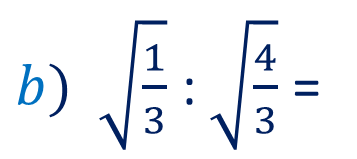 b) √(1/3) : √(4/3) =